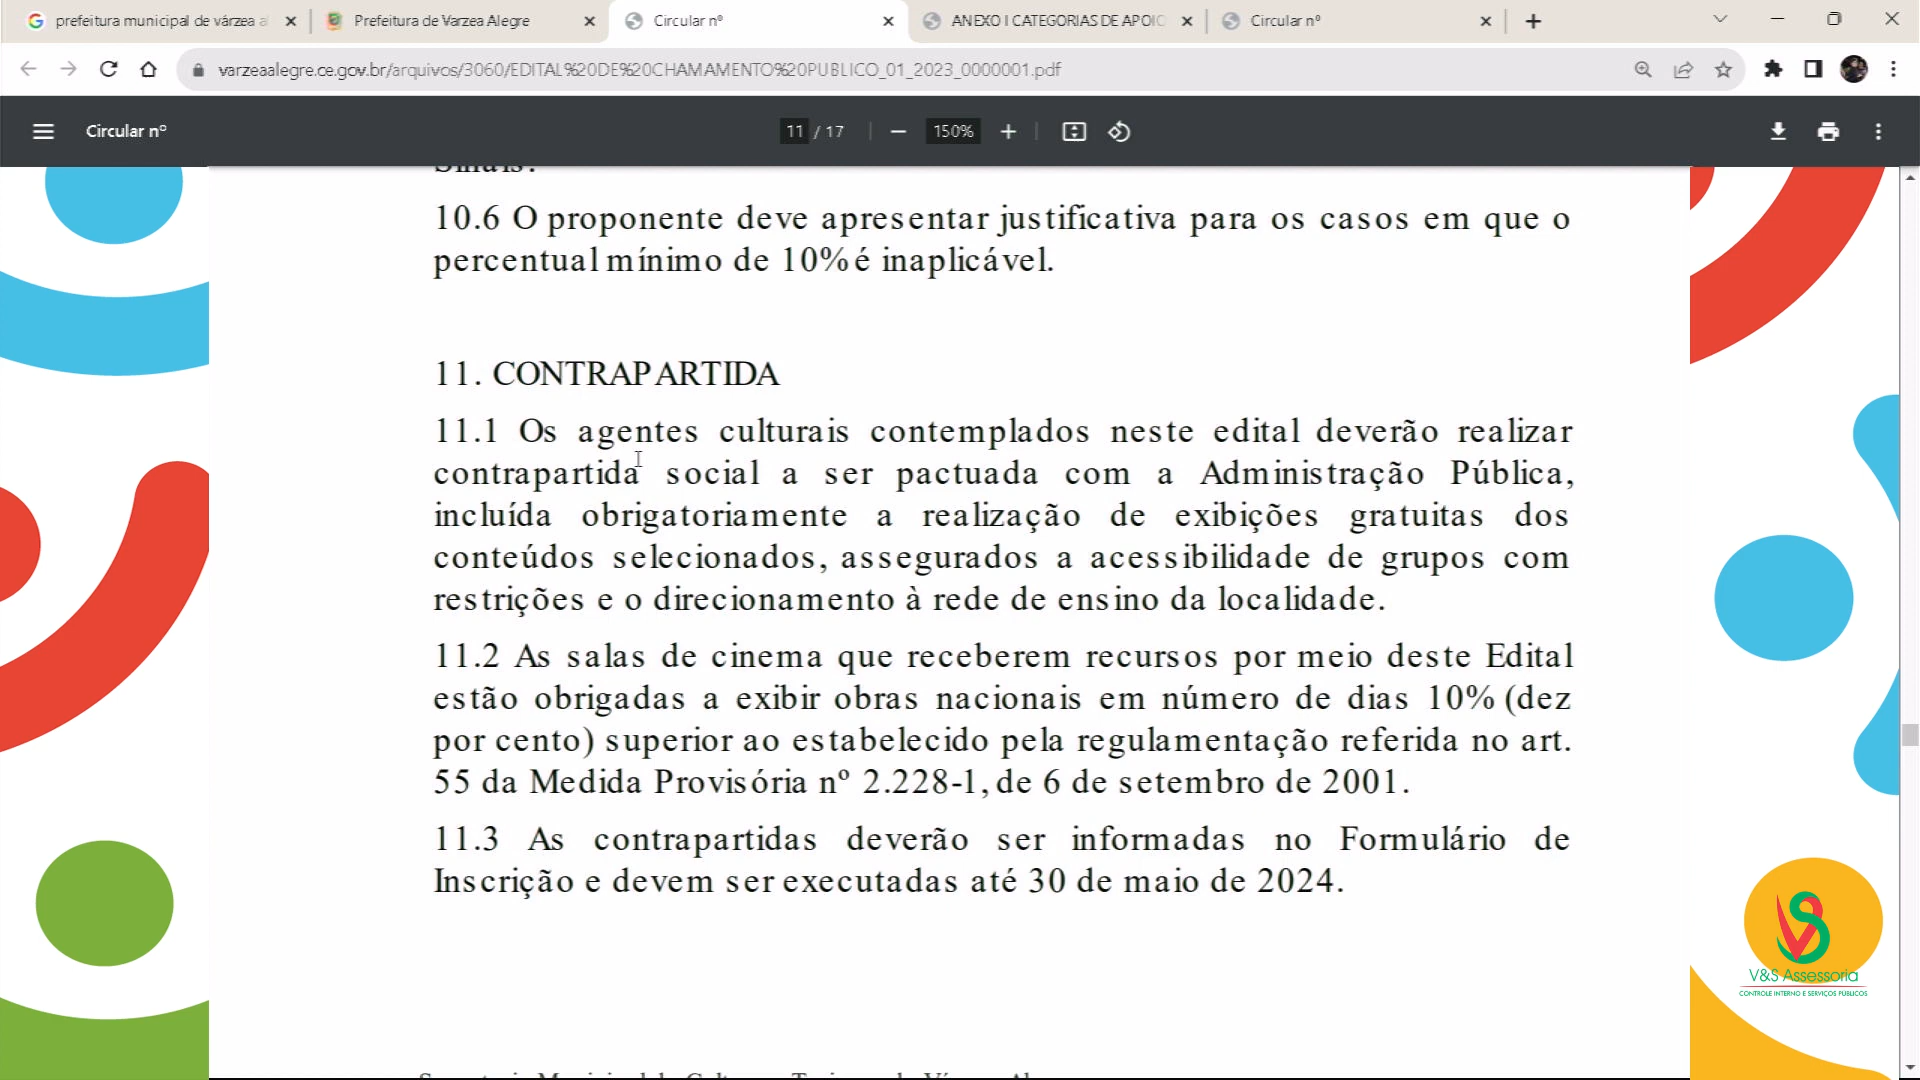 prefeitura municipal de várzea al
Prefeitura de Varzea Alegre
Circular nº
ANEXO I CATEGORIAS DE APOIO
Circular nº
varzeaalegre.ce.gov.br/arquivos/3060/EDITAL%20DE%20CHAMAMENTO%20PUBLICO_01_2023_0000001.pdf
Circular nº
11 / 17
150%
Sinais.
10.6 O proponente deve apresentar justificativa para os casos em que o
percentual mínimo de 10% é inaplicável.
11. CONTRAPARTIDA
11.1 Os agentes culturais contemplados neste edital deverão realizar
contrapartida social a ser pactuada com a Administração Pública,
incluída obrigatoriamente a realização de exibições gratuitas dos
conteúdos selecionados, assegurados a acessibilidade de grupos com
restrições e o direcionamento à rede de ensino da localidade.
11.2 As salas de cinema que receberem recursos por meio deste Edital
estão obrigadas a exibir obras nacionais em número de dias 10% (dez
por cento) superior ao estabelecido pela regulamentação referida no art.
55 da Medida Provisória nº 2.228-1, de 6 de setembro de 2001.
11.3 As contrapartidas deverão ser informadas no Formulário de
Inscrição e devem ser executadas até 30 de maio de 2024.
VS
V&S Assessoria
CONTROLE INTERNO E SERVIÇOS PÚBLICOS